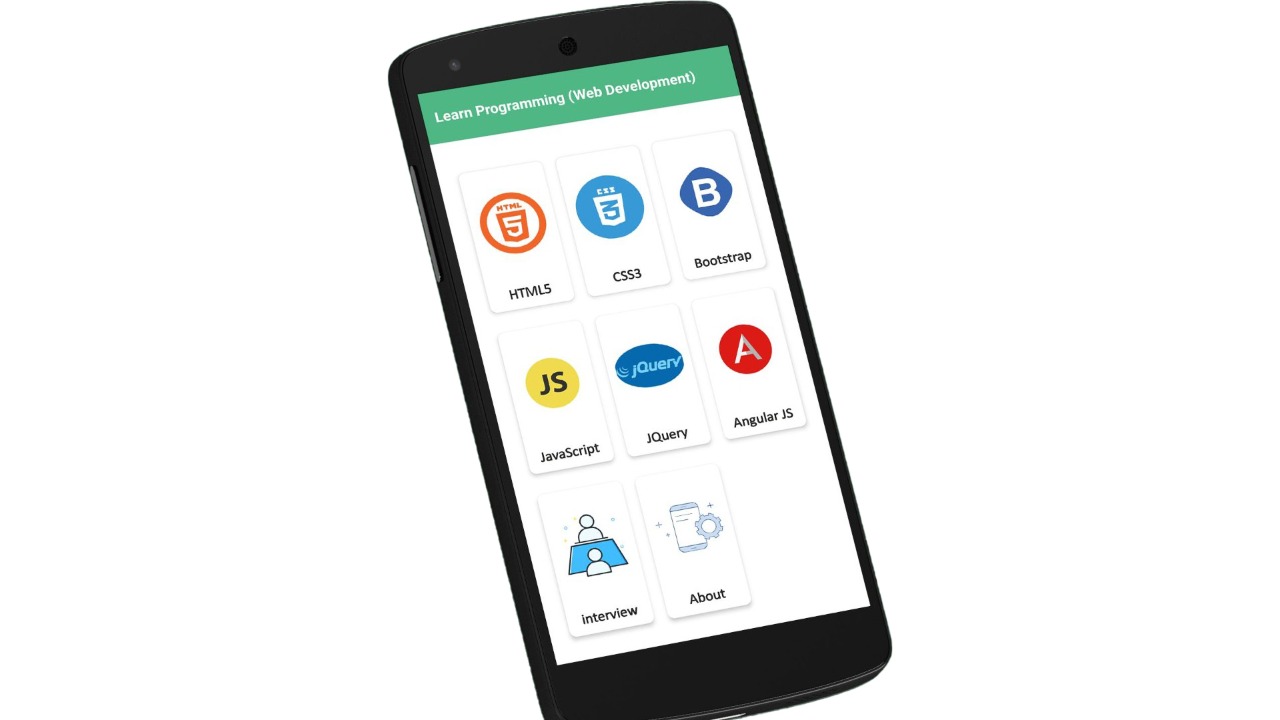 Learn Programming (Web Development)
HTML
5
HTML5
CSS
3
CSS3
B
Bootstrap
JS
JavaScript
jQuery
JQuery
A
Angular JS
interview
About